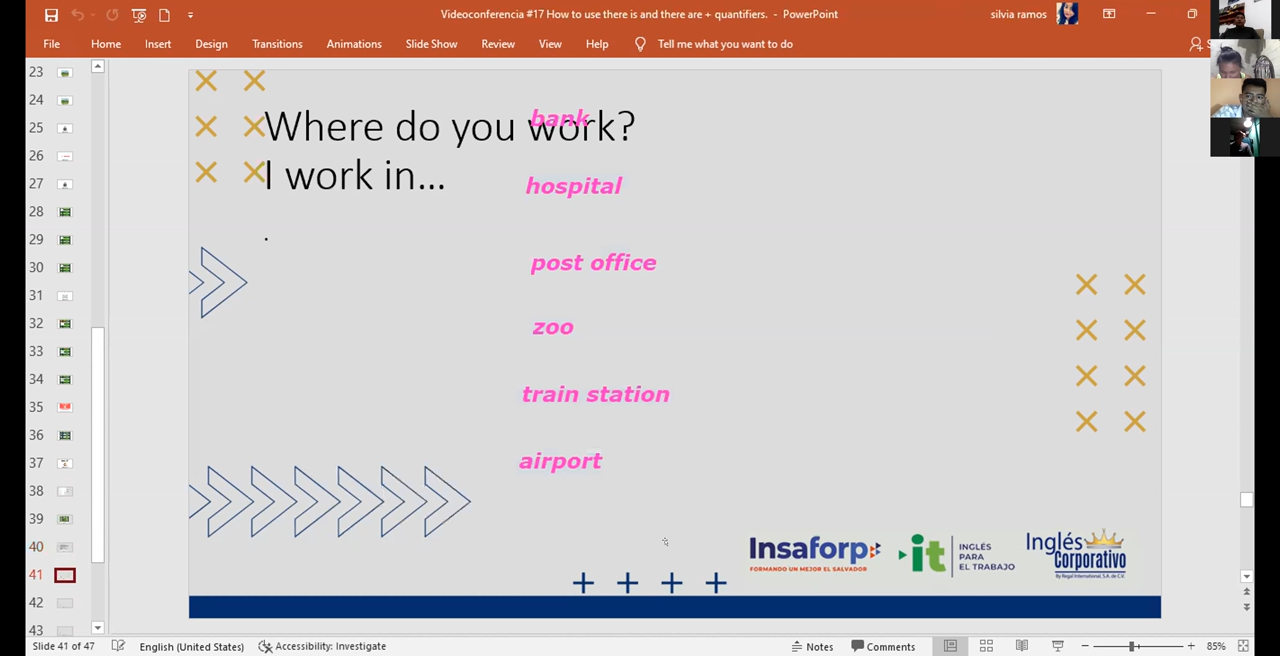 Videoconferencia #17 How to use there is and there are + quantifiers. - PowerPoint
silvia ramos
File Home Insert Design Transitions Animations Slide Show Review View Help Tell me what you want to do
23
24
25
26
27
28
29
30
31
32
33
34
35
36
37
38
39
40
41
42
43
Where do you work?
I work in...
.
bank
hospital
post office
zoo
train station
airport
Insaforp
FORMANDO UN MEJOR EL SALVADOR
it
INGLÉS
PARA
EL TRABAJO
Inglés
Corporativo
By Regal International, S.A. de C.V.
Slide 41 of 47 English (United States) Accessibility: Investigate Notes Comments 85%